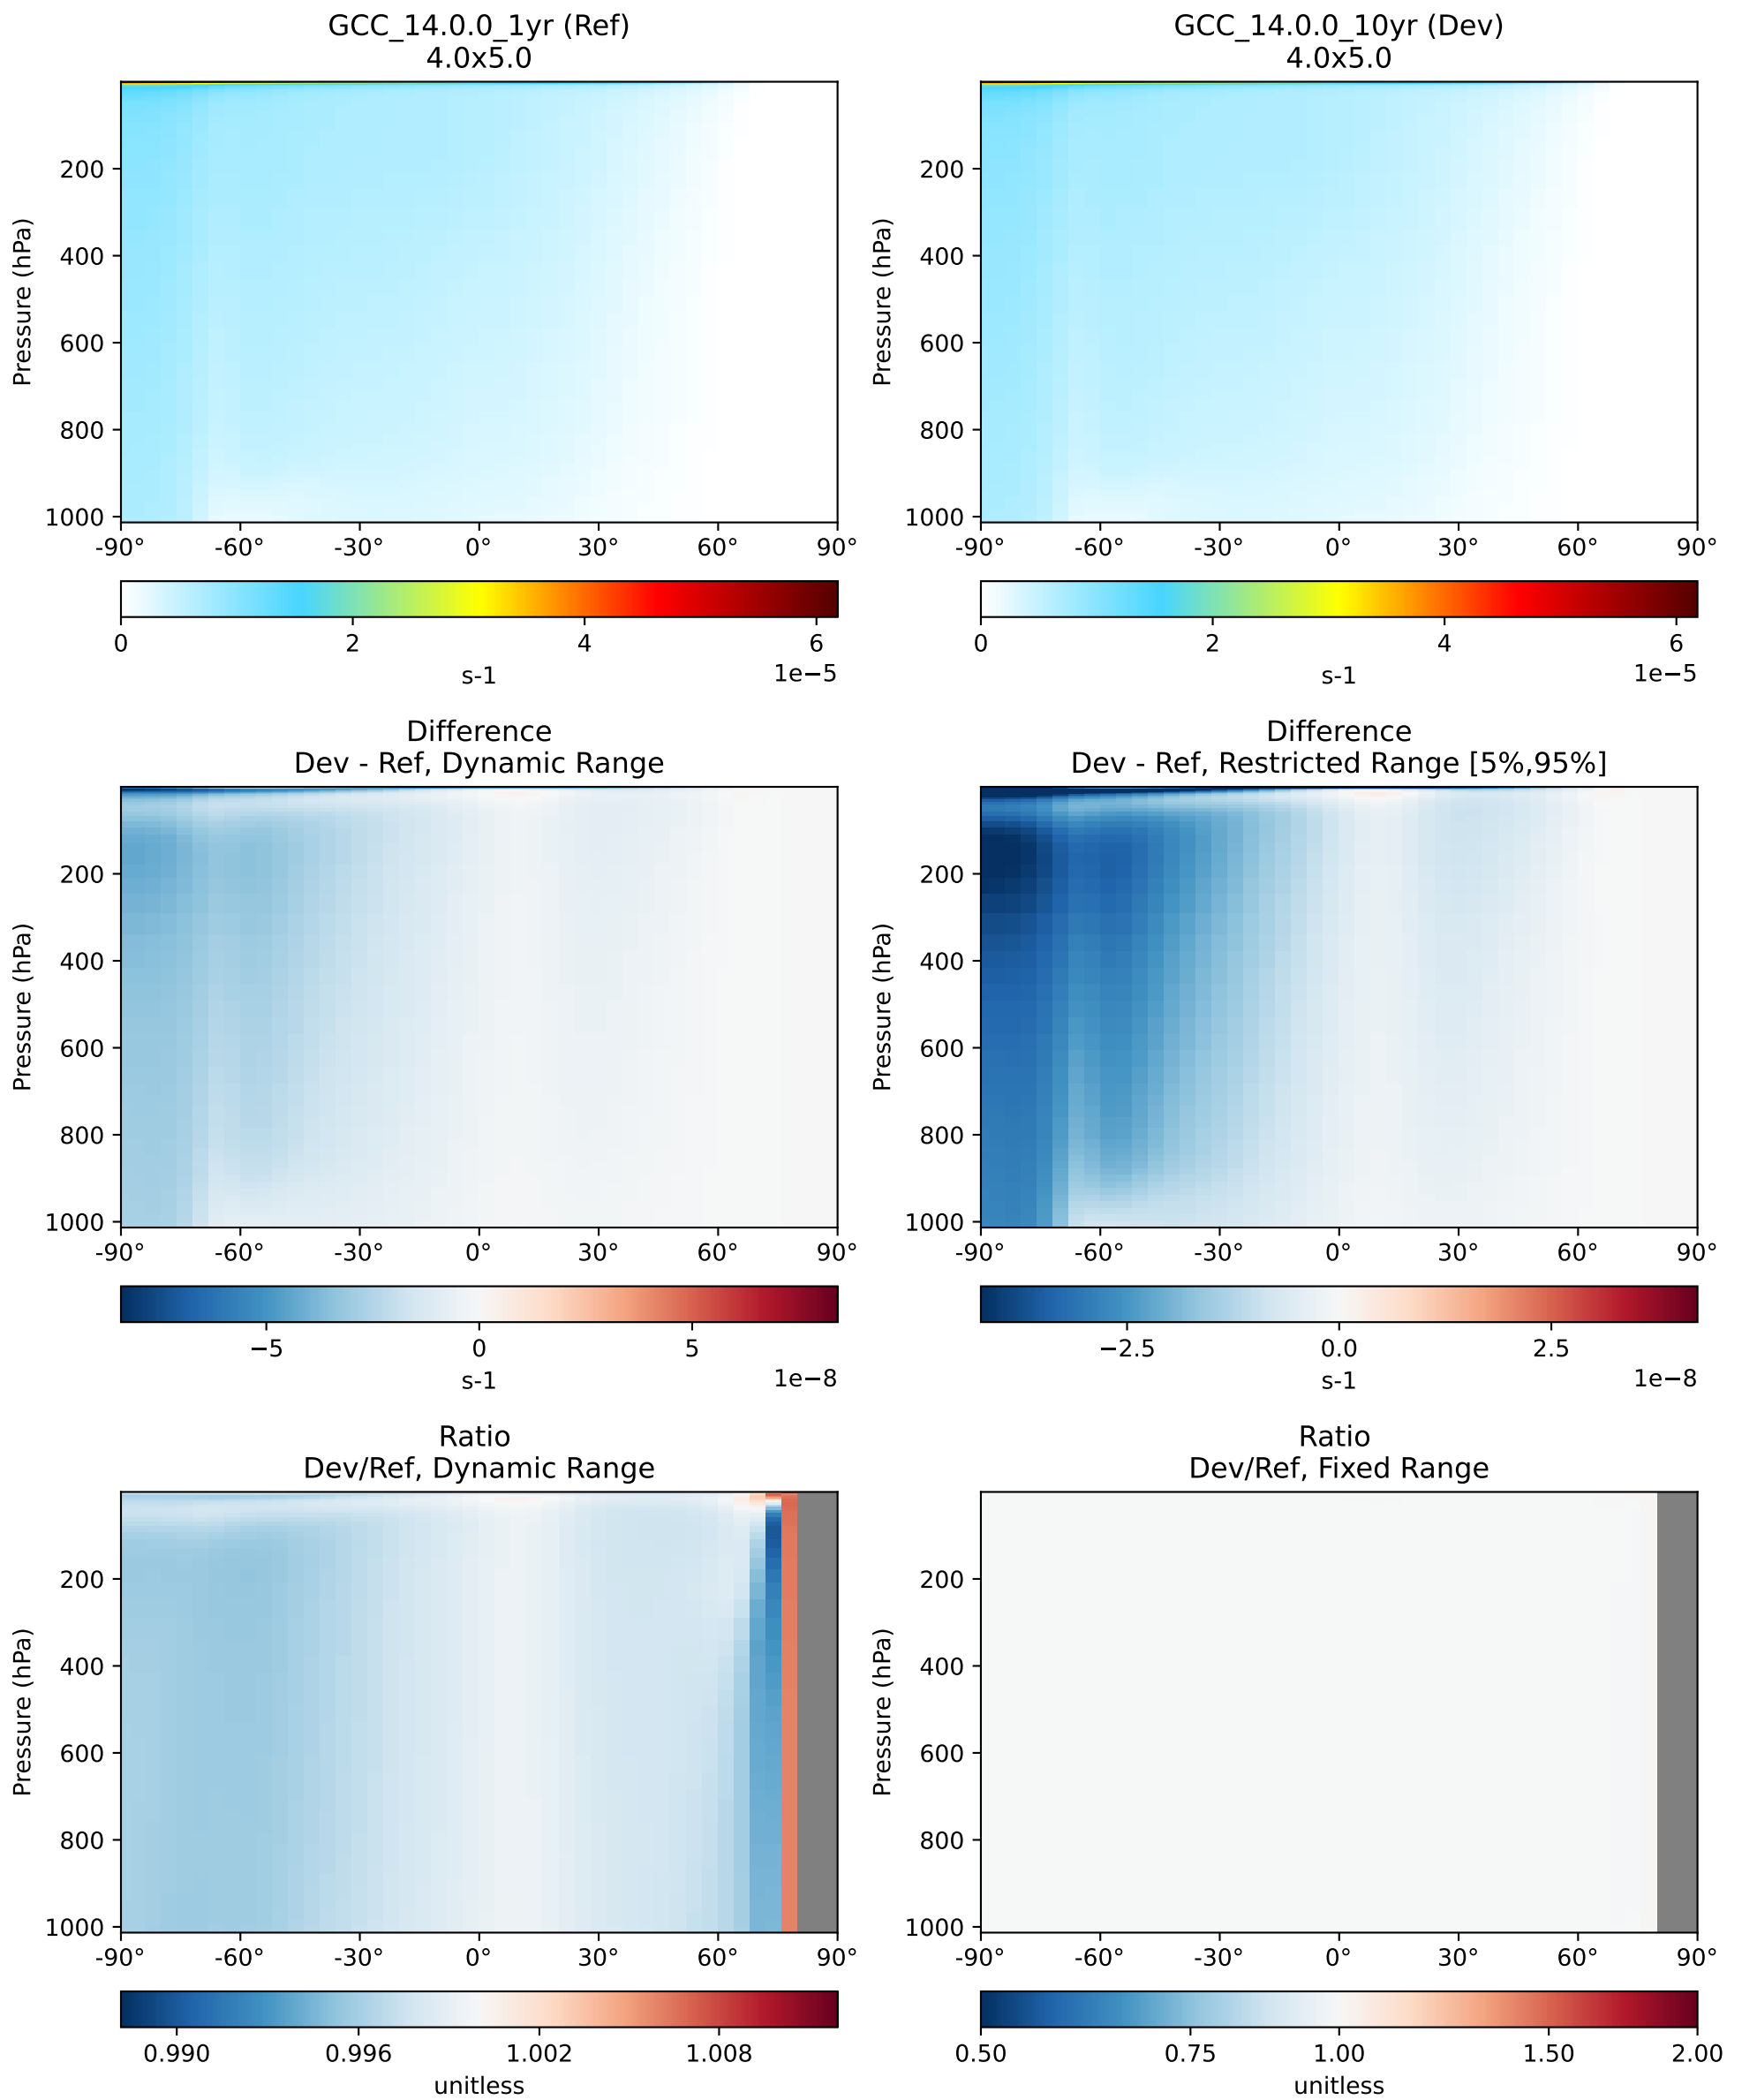 GCC_14.0.0_1yr (Ref)
4.0x5.0
GCC_14.0.0_10yr (Dev)
4.0x5.0
Pressure (hPa)
200
400
600
800
1000
-90° -60° -30° 0° 30° 60° 90°
0 2 4 6
s-1 1e−5
Pressure (hPa)
200
400
600
800
1000
-90° -60° -30° 0° 30° 60° 90°
0 2 4 6
s-1 1e−5
Difference
Dev - Ref, Dynamic Range
Difference
Dev - Ref, Restricted Range [5%,95%]
Pressure (hPa)
200
400
600
800
1000
-90° -60° -30° 0° 30° 60° 90°
−5 0 5
s-1 1e−8
Pressure (hPa)
200
400
600
800
1000
-90° -60° -30° 0° 30° 60° 90°
−2.5 0.0 2.5
s-1 1e−8
Ratio
Dev/Ref, Dynamic Range
Ratio
Dev/Ref, Fixed Range
Pressure (hPa)
200
400
600
800
1000
-90° -60° -30° 0° 30° 60° 90°
0.990 0.996 1.002 1.008
unitless
Pressure (hPa)
200
400
600
800
1000
-90° -60° -30° 0° 30° 60° 90°
0.50 0.75 1.00 1.50 2.00
unitless